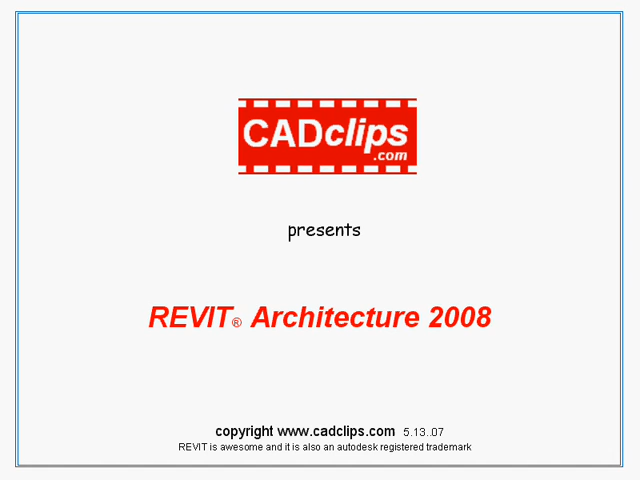 CADclips
.com
presents
REVIT® Architecture 2008
copyright www.cadclips.com 5.13..07
REVIT is awesome and it is also an autodesk registered trademark